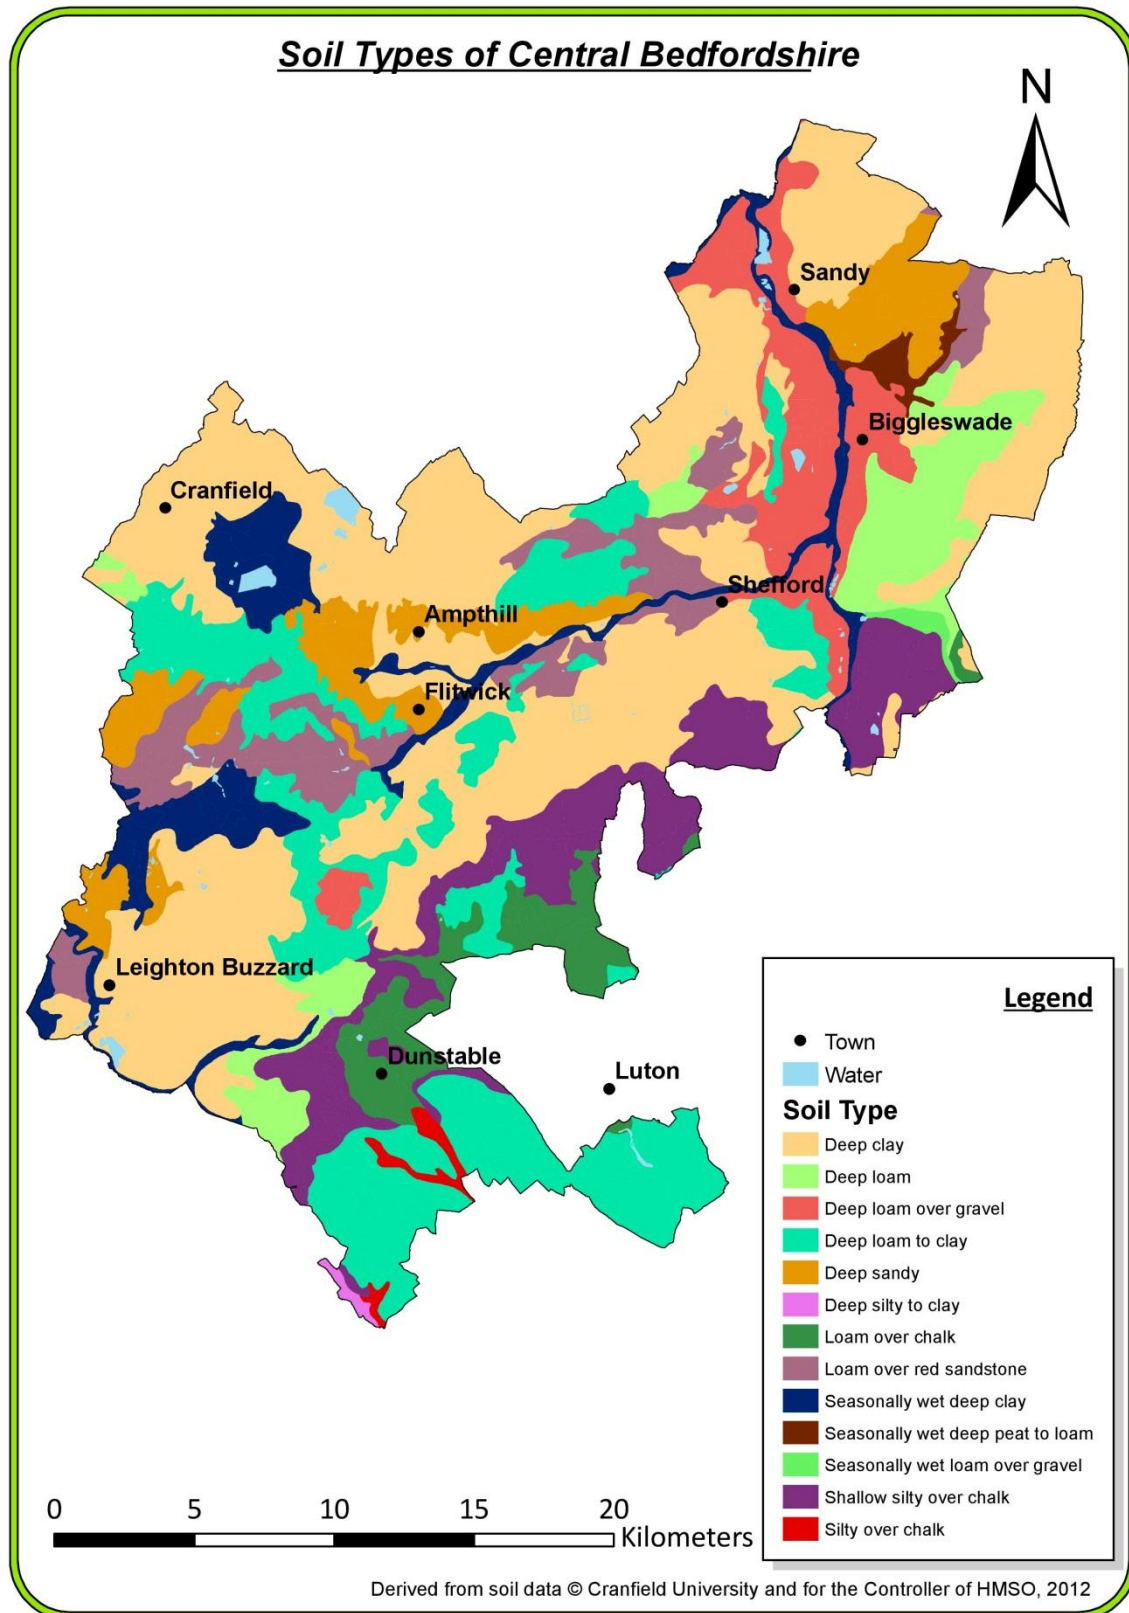 Soil Types of Central Bedfordshire
N
Sandy
Biggleswade
Cranfield
Shefford
Ampthill
Flitwick
Leighton Buzzard
Dunstable
Luton
Legend
Town
Water
Soil Type
Deep clay
Deep loam
Deep loam over gravel
Deep loam to clay
Deep sandy
Deep silty to clay
Loam over chalk
Loam over red sandstone
Seasonally wet deep clay
Seasonally wet deep peat to loam
Seasonally wet loam over gravel
Shallow silty over chalk
Silty over chalk
0 5 10 15 20
Kilometers
Derived from soil data © Cranfield University and for the Controller of HMSO, 2012